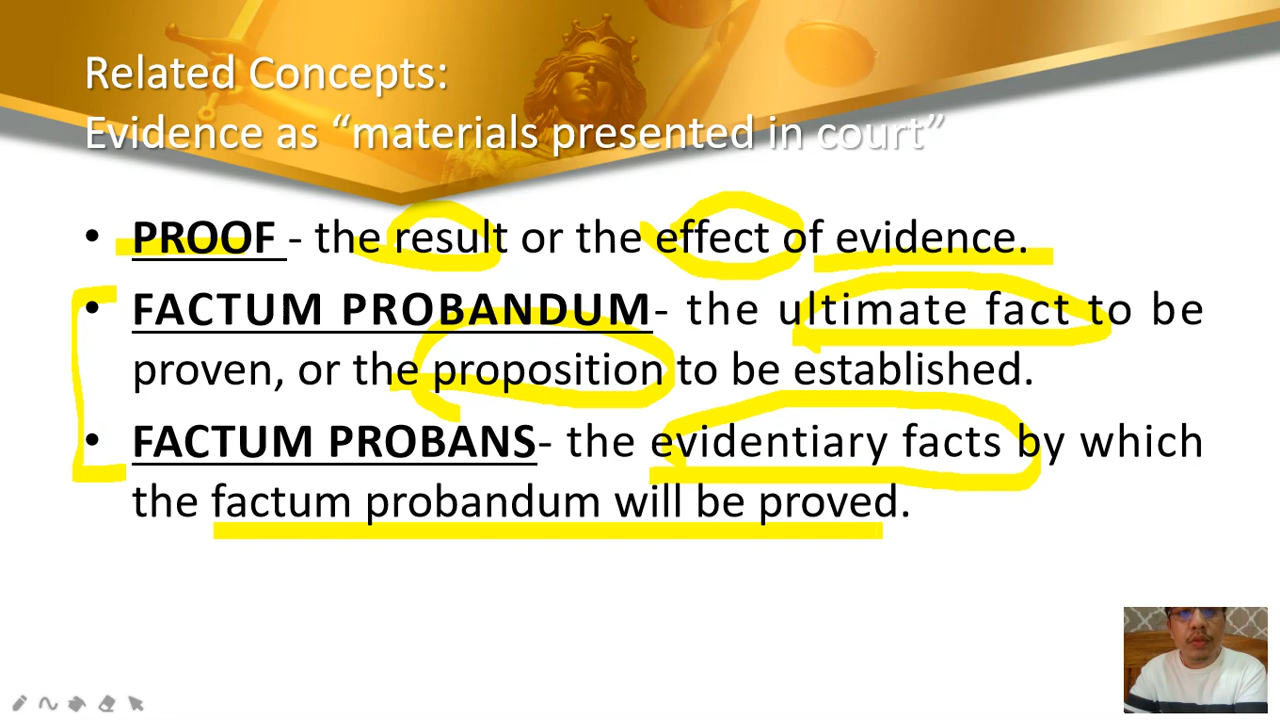 Related Concepts:
Evidence as “materials presented in court”
• PROOF - the result or the effect of evidence.
• FACTUM PROBANDUM- the ultimate fact to be
proven, or the proposition to be established.
• FACTUM PROBANS- the evidentiary facts by which
the factum probandum will be proved.